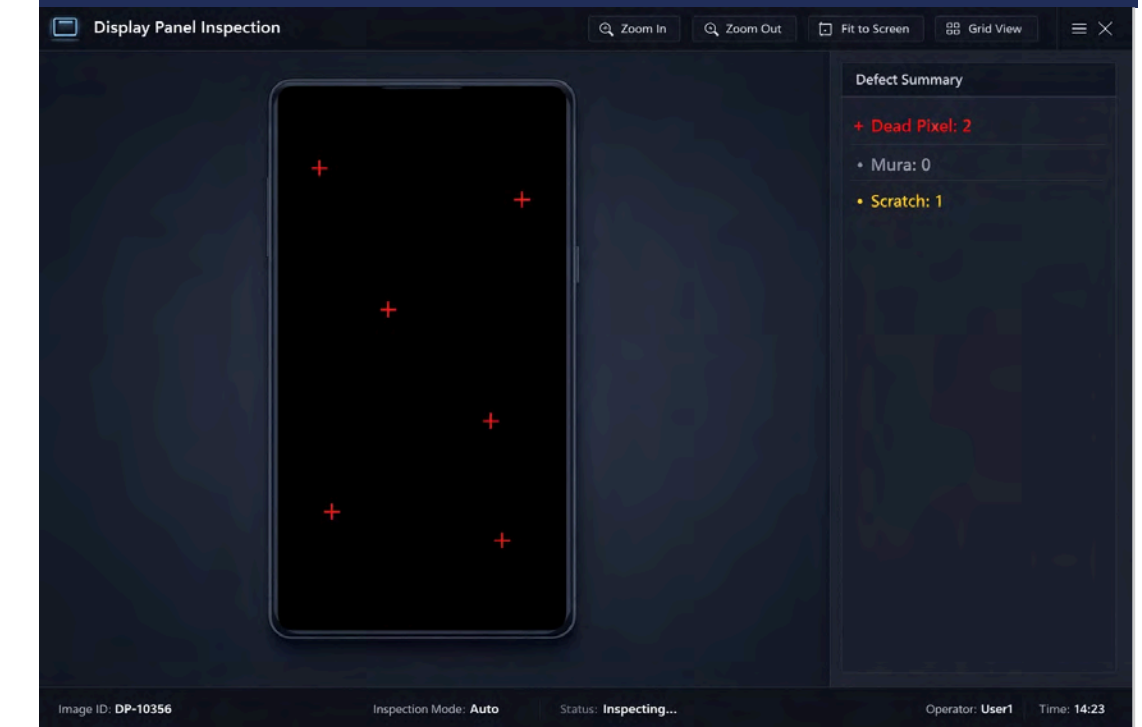 Display Panel Inspection
Zoom In
Zoom Out
Fit to Screen
Grid View
Defect Summary
+ Dead Pixel: 2
• Mura: 0
• Scratch: 1
Image ID: DP-10356
Inspection Mode: Auto
Status: Inspecting...
Operator: User1
Time: 14:23